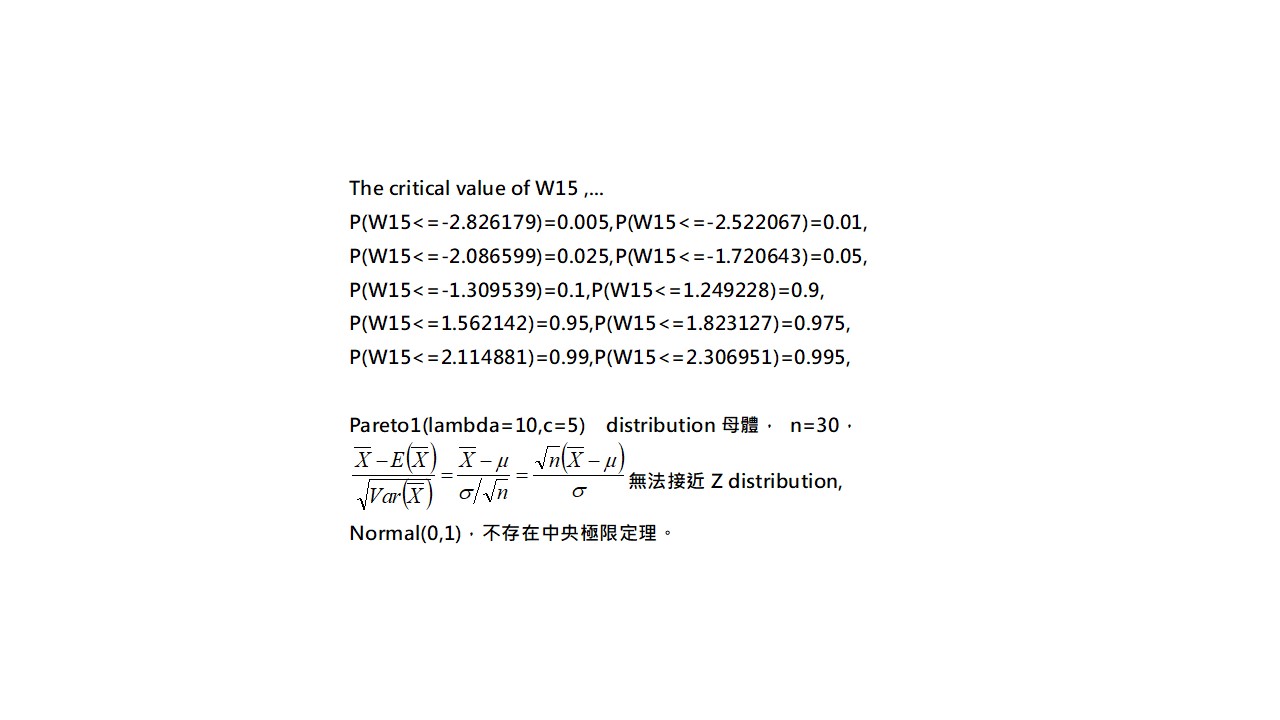 The critical value of W15 ,...
P(W15<=-2.826179)=0.005,P(W15<=-2.522067)=0.01,
P(W15<=-2.086599)=0.025,P(W15<=-1.720643)=0.05,
P(W15<=-1.309539)=0.1,P(W15<=1.249228)=0.9,
P(W15<=1.562142)=0.95,P(W15<=1.823127)=0.975,
P(W15<=2.114881)=0.99,P(W15<=2.306951)=0.995,
Pareto1(lambda=10,c=5) distribution 母體， n=30，
\frac{\overline{X}-E(\overline{X})}{\sqrt{Var(\overline{X})}}=\frac{\overline{X}-\mu}{\sigma/\sqrt{n}}=\frac{\sqrt{n}(\overline{X}-\mu)}{\sigma} 無法接近 Z distribution,
Normal(0,1)，不存在中央極限定理。